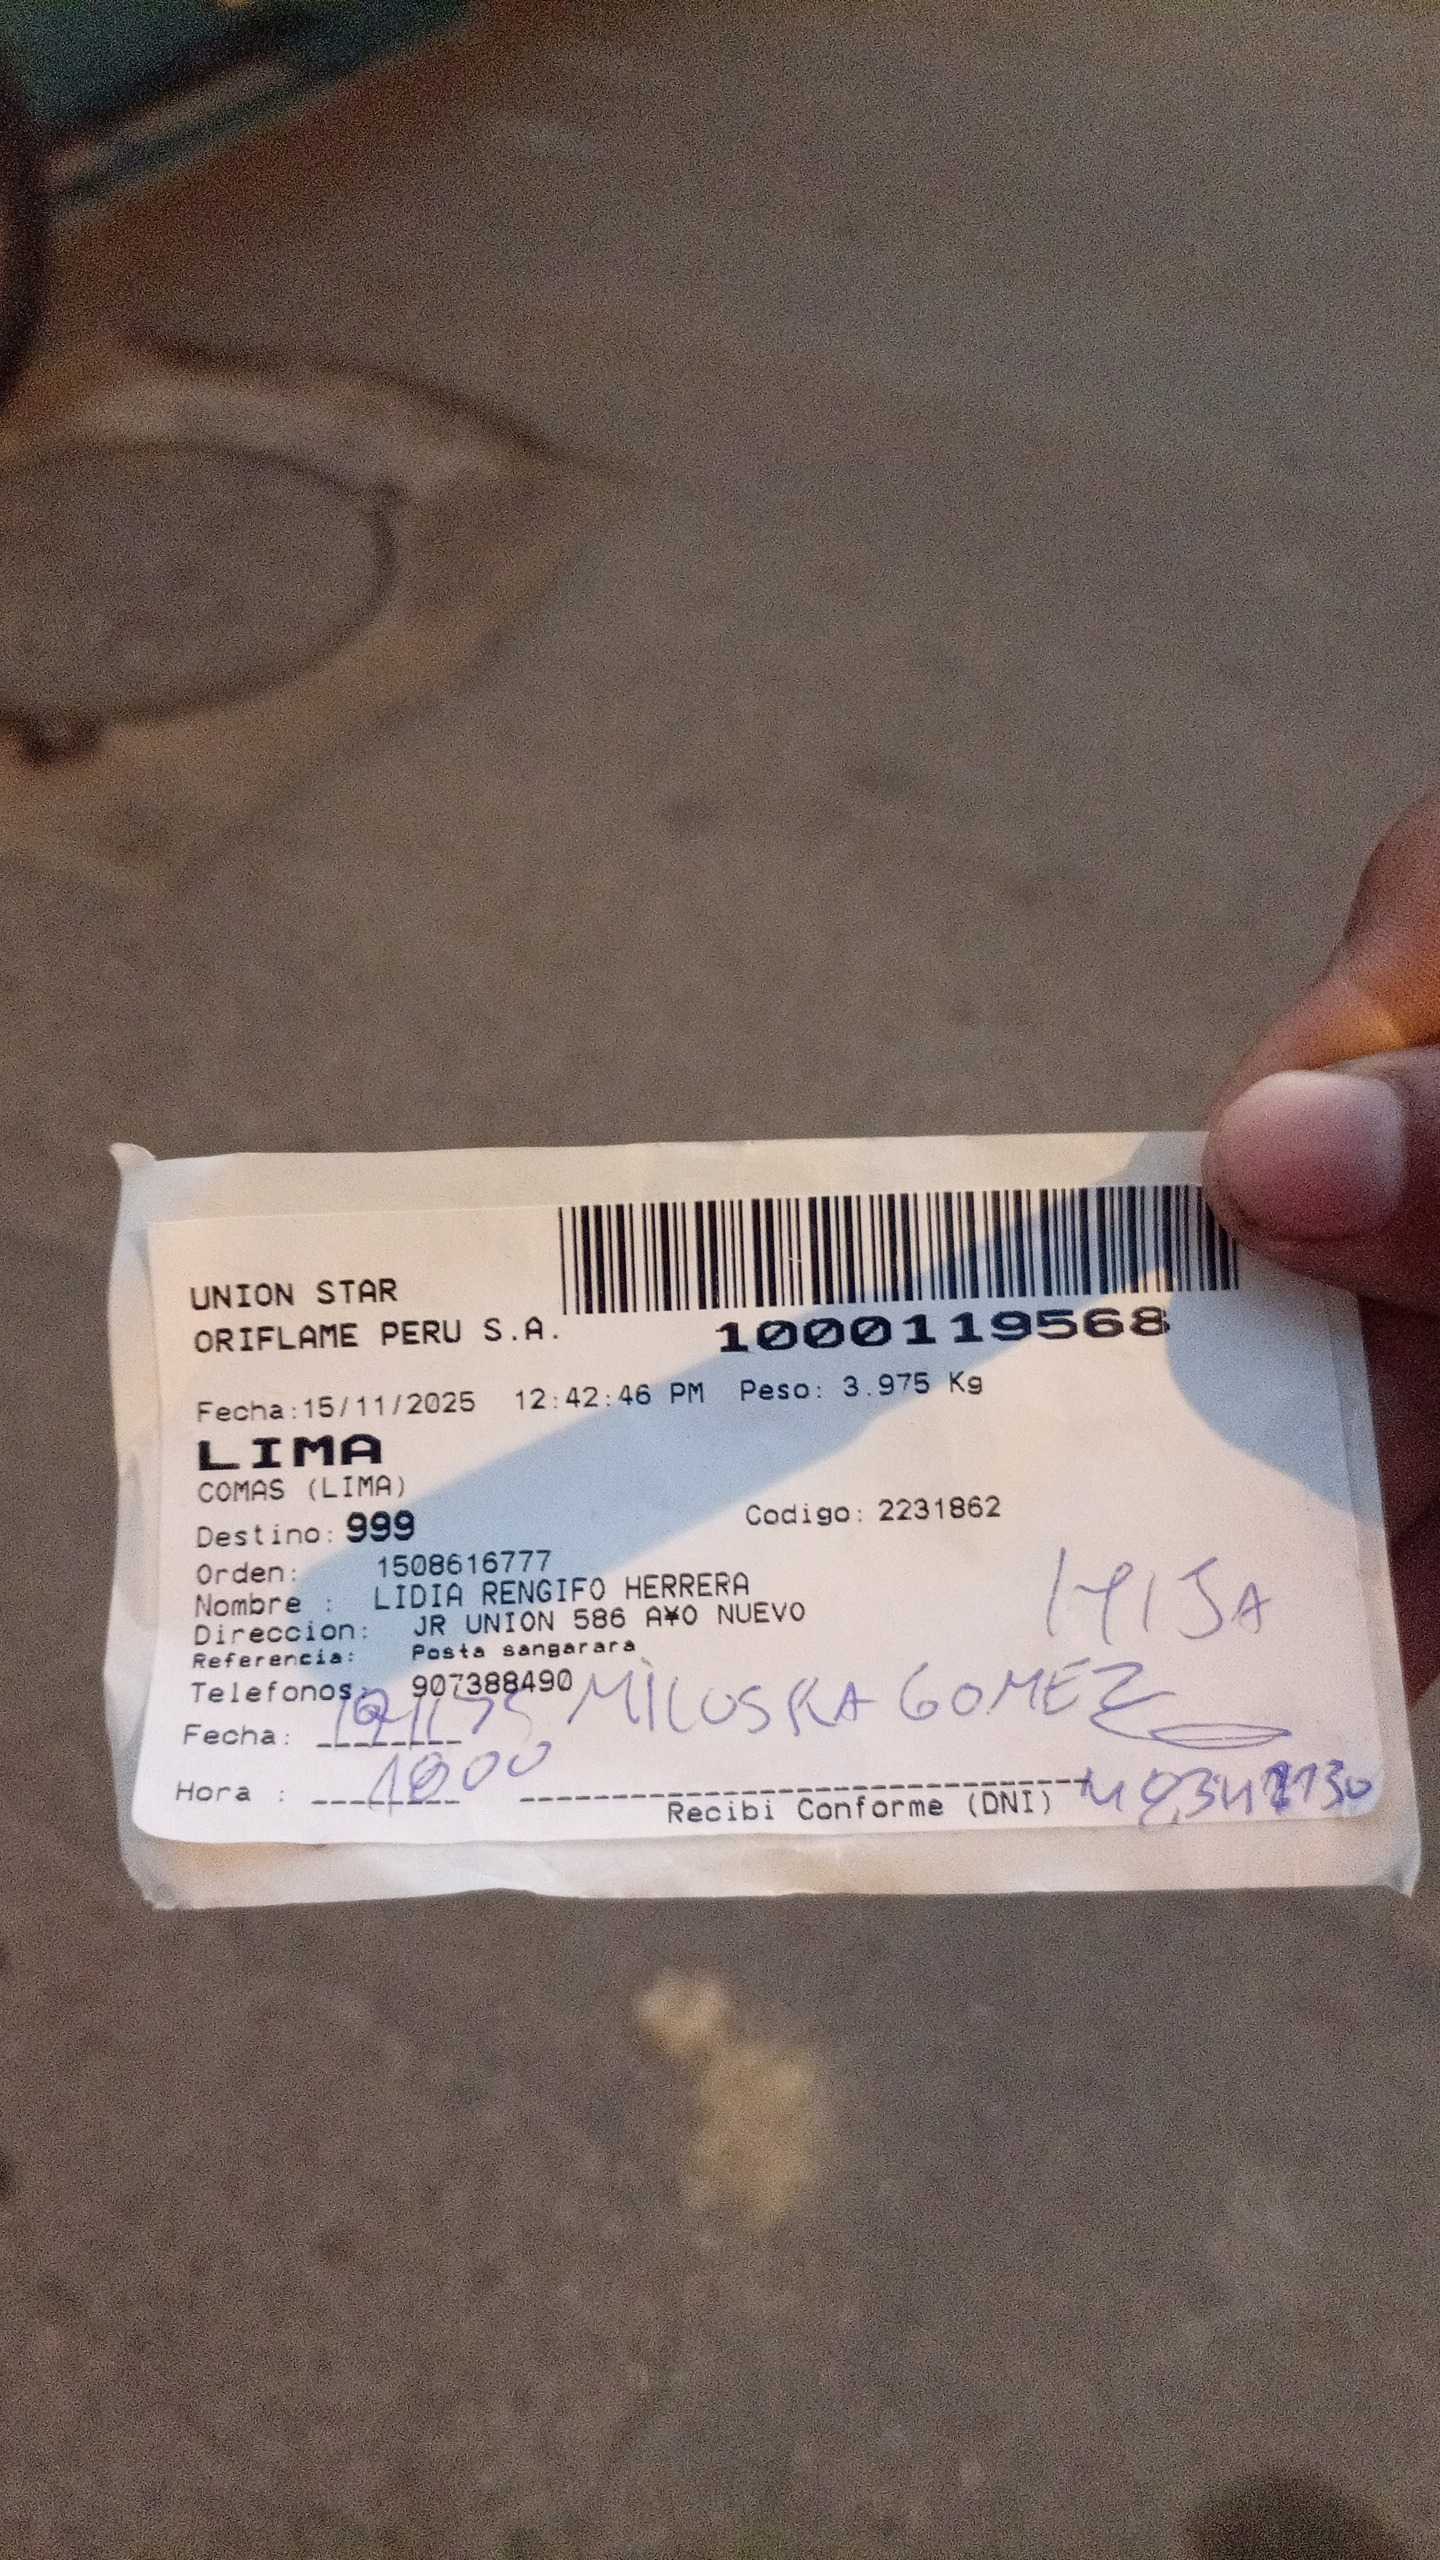 UNION STAR
ORIFLAME PERU S.A.
1000119568
Fecha:15/11/2025 12:42:46 PM Peso: 3.975 Kg
LIMA
COMAS (LIMA)
Destino: 999 Codigo: 2231862
Orden: 1508616777
Nombre : LIDIA RENGIFO HERRERA
Direccion: JR UNION 586 A¥O NUEVO
Referencia: Posta sangarara
Telefonos: 907388490
HIJA
Fecha: MILUSKA GOMEZ
Hora :
Recibi Conforme (DNI)